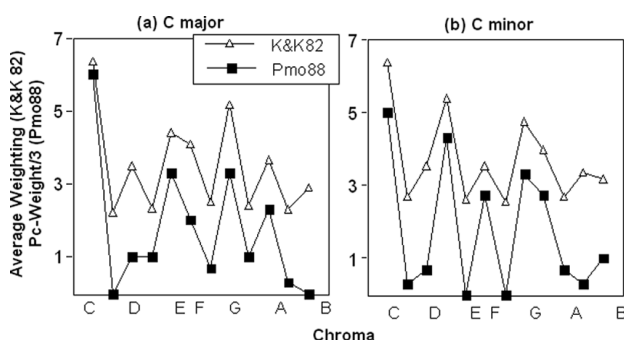 (a) C major
(b) C minor
K&K82
Pmo88
Average Weighting (K&K 82)
Pc-Weight/3 (Pmo88)
7
5
3
1
7
5
3
1
C D E F G A B
C D E F G A B
Chroma